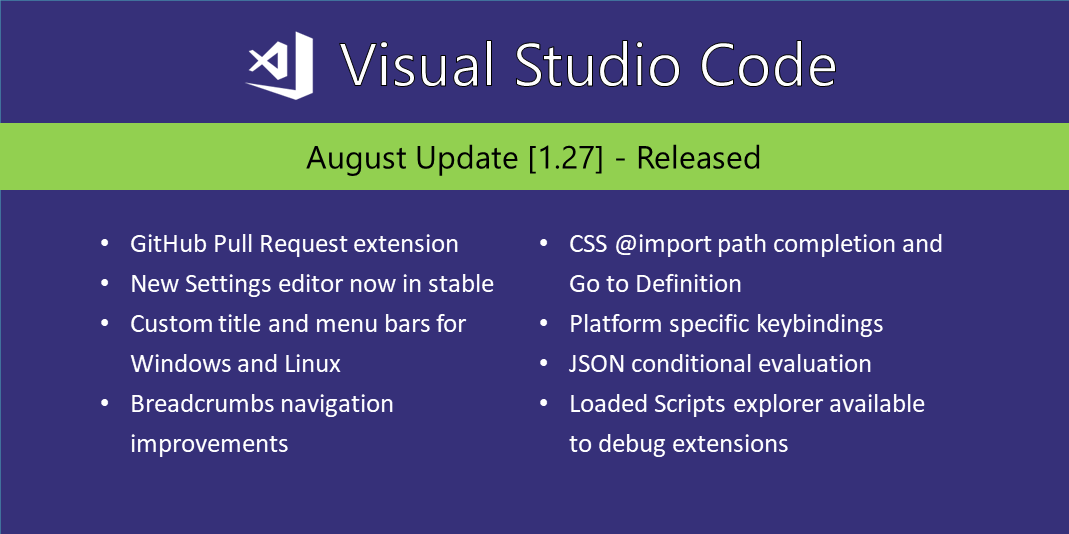 Visual Studio Code
August Update [1.27] - Released
• GitHub Pull Request extension
• New Settings editor now in stable
• Custom title and menu bars for
Windows and Linux
• Breadcrumbs navigation
improvements
• CSS @import path completion and
Go to Definition
• Platform specific keybindings
• JSON conditional evaluation
• Loaded Scripts explorer available
to debug extensions